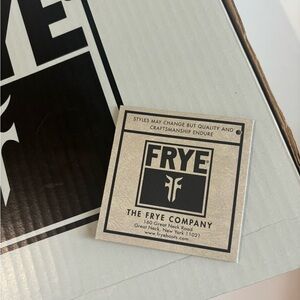 RYE
STYLES MAY CHANGE BUT QUALITY AND
CRAFTSMANSHIP ENDURE
FRYE
THE FRYE COMPANY
160 Great Neck Road
Great Neck, New York 11021
www.fryeboots.com